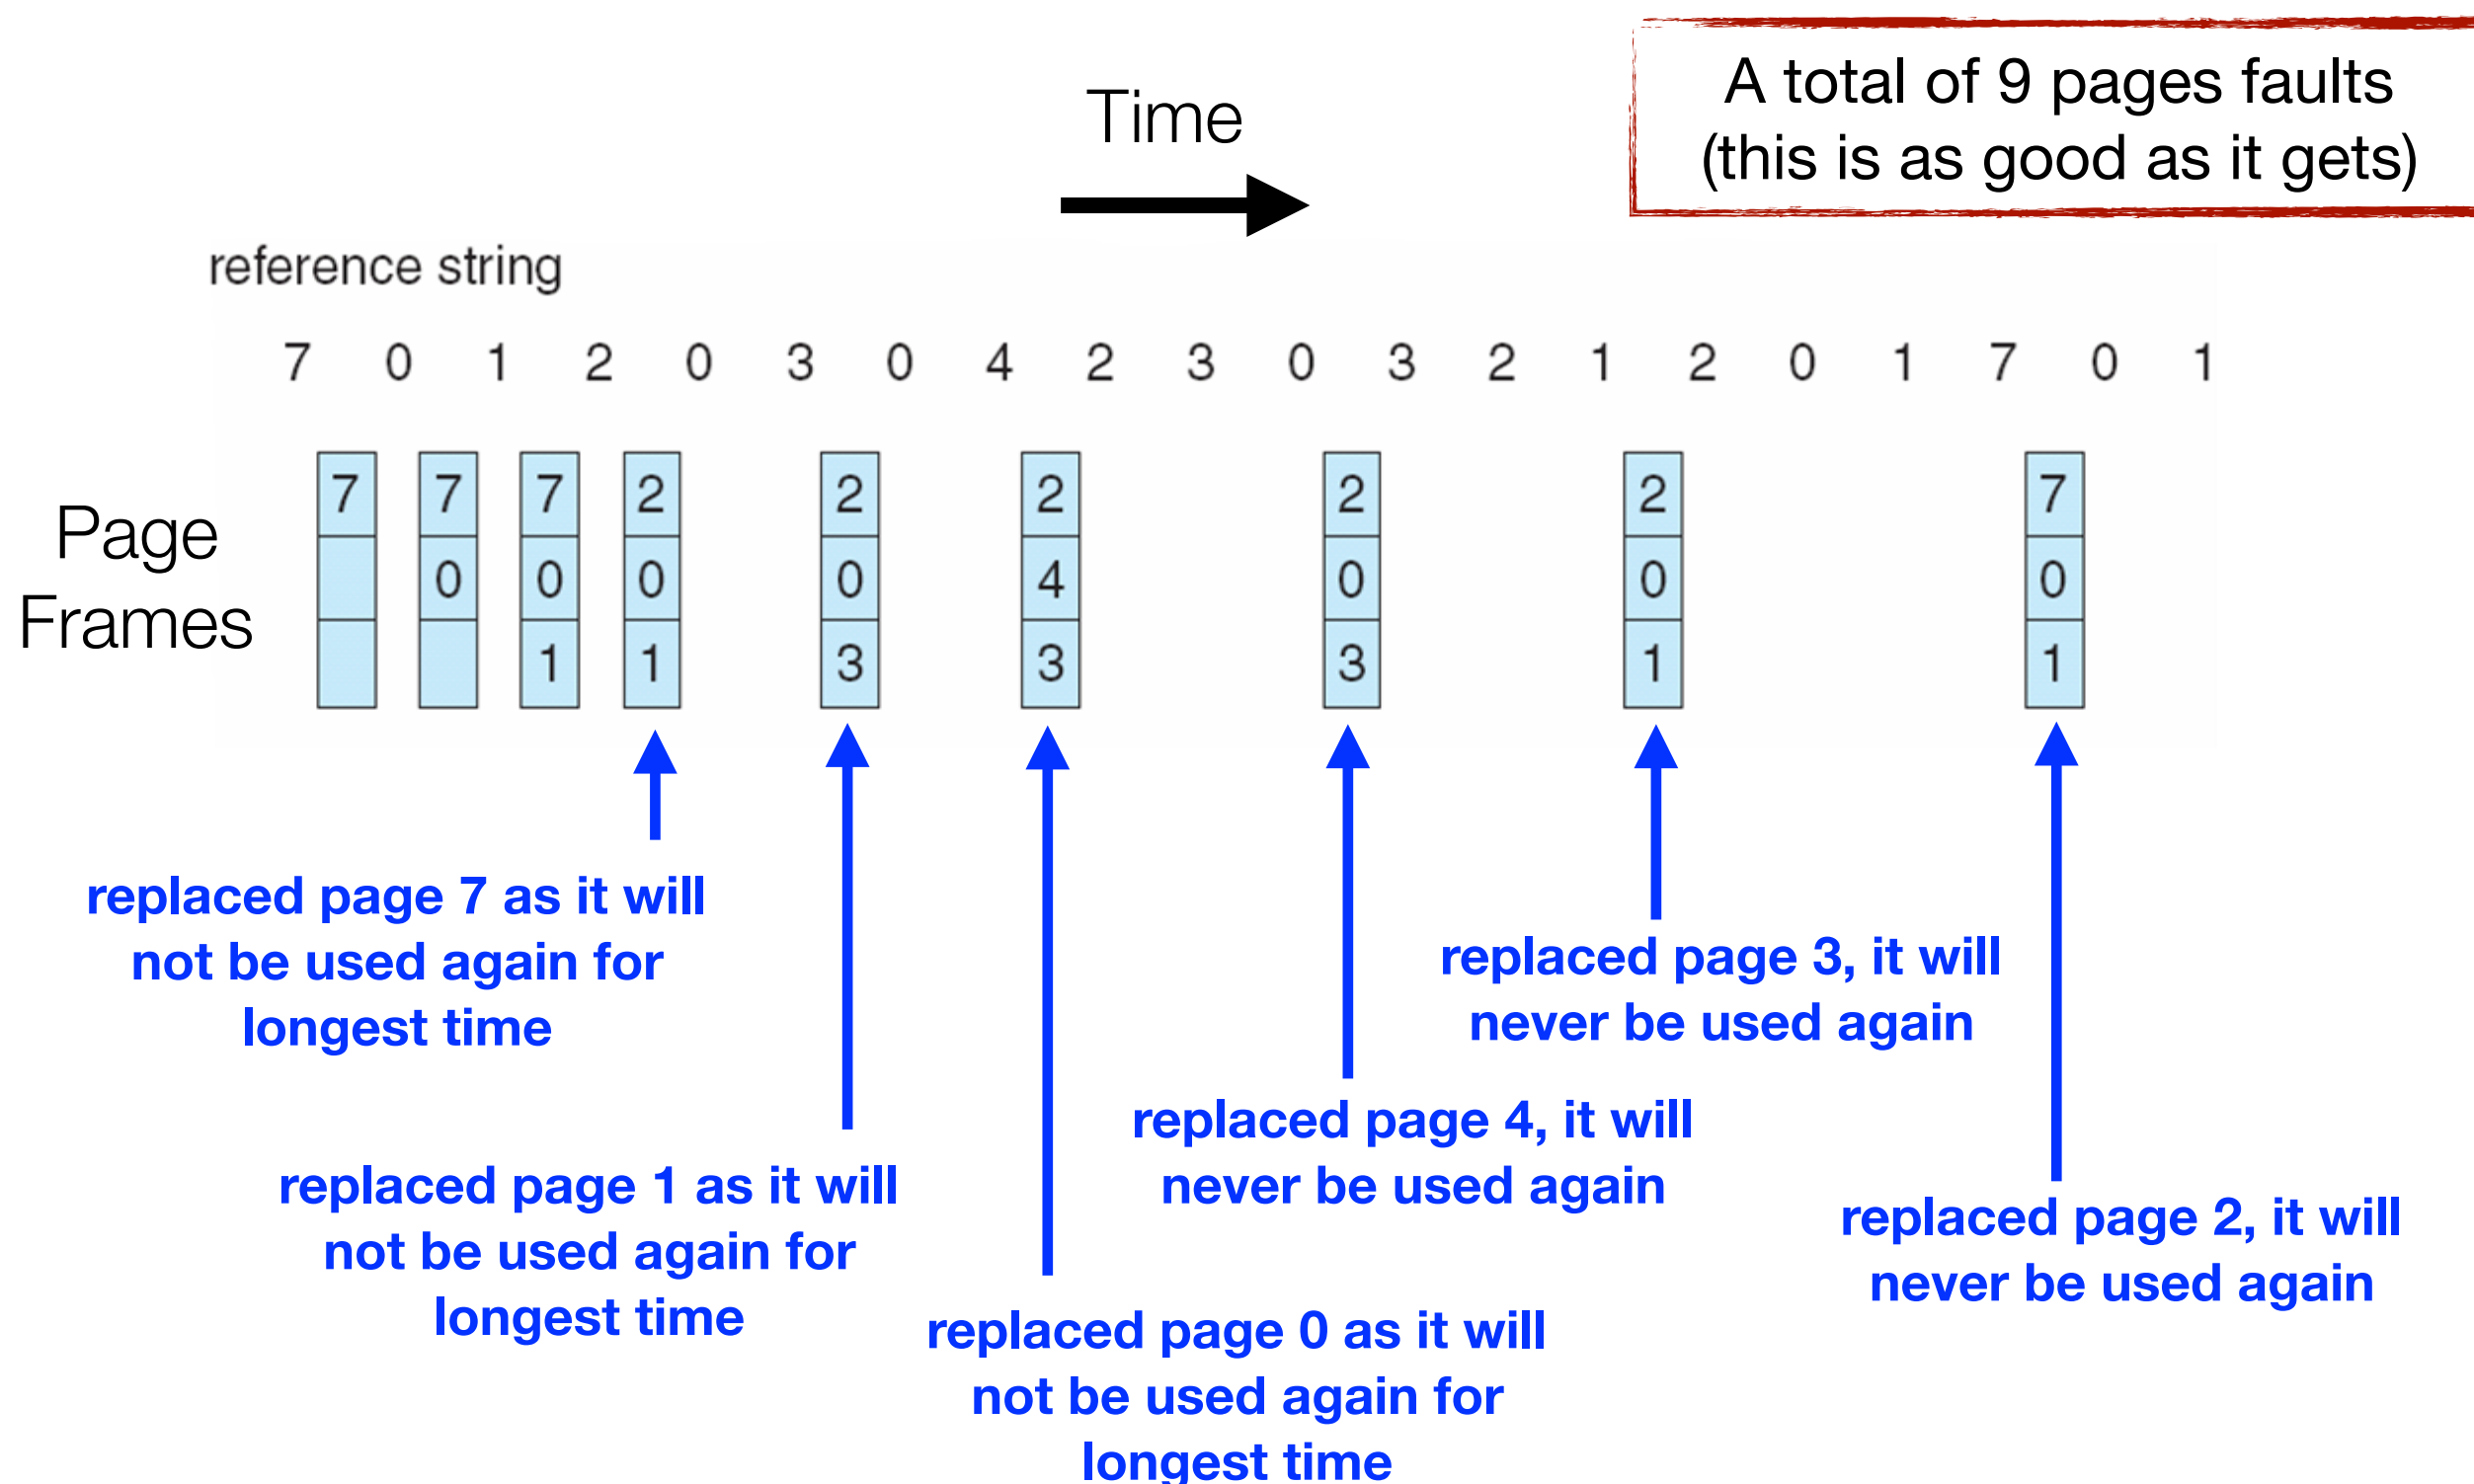 A total of 9 pages faults
(this is as good as it gets)
Time
reference string
7 0 1 2 0 3 0 4 2 3 0 3 2 1 2 0 1 7 0 1
Page
Frames
7 7 7 2 2 2 2 2 7
0 0 0 0 4 0 0 0
1 1 3 3 3 1 1
replaced page 7 as it will
not be used again for
longest time
replaced page 1 as it will
not be used again for
longest time
replaced page 0 as it will
not be used again for
longest time
replaced page 4, it will
never be used again
replaced page 3, it will
never be used again
replaced page 2, it will
never be used again